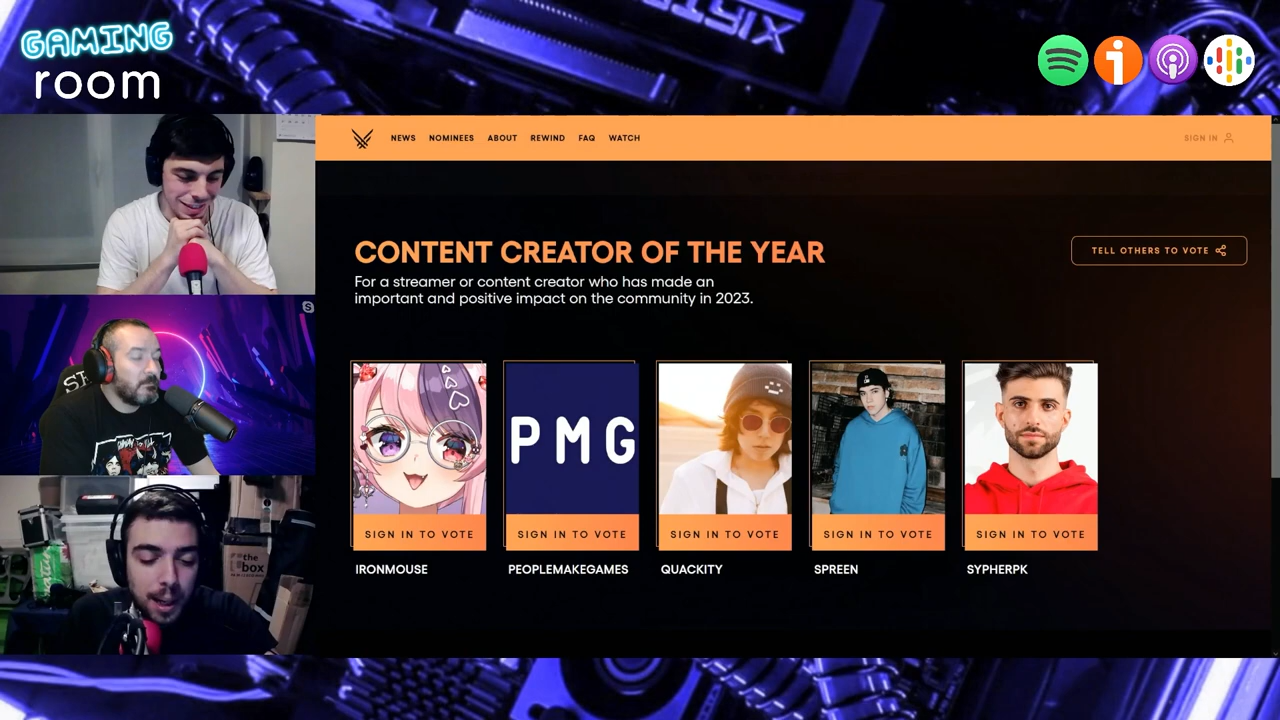 GAMING
room
NEWS NOMINEES ABOUT REWIND FAQ WATCH
SIGN IN
CONTENT CREATOR OF THE YEAR
TELL OTHERS TO VOTE
For a streamer or content creator who has made an
important and positive impact on the community in 2023.
PMG
SIGN IN TO VOTE
SIGN IN TO VOTE
SIGN IN TO VOTE
SIGN IN TO VOTE
SIGN IN TO VOTE
IRONMOUSE
PEOPLEMAKEGAMES
QUACKITY
SPREEN
SYPHERPK
the
box